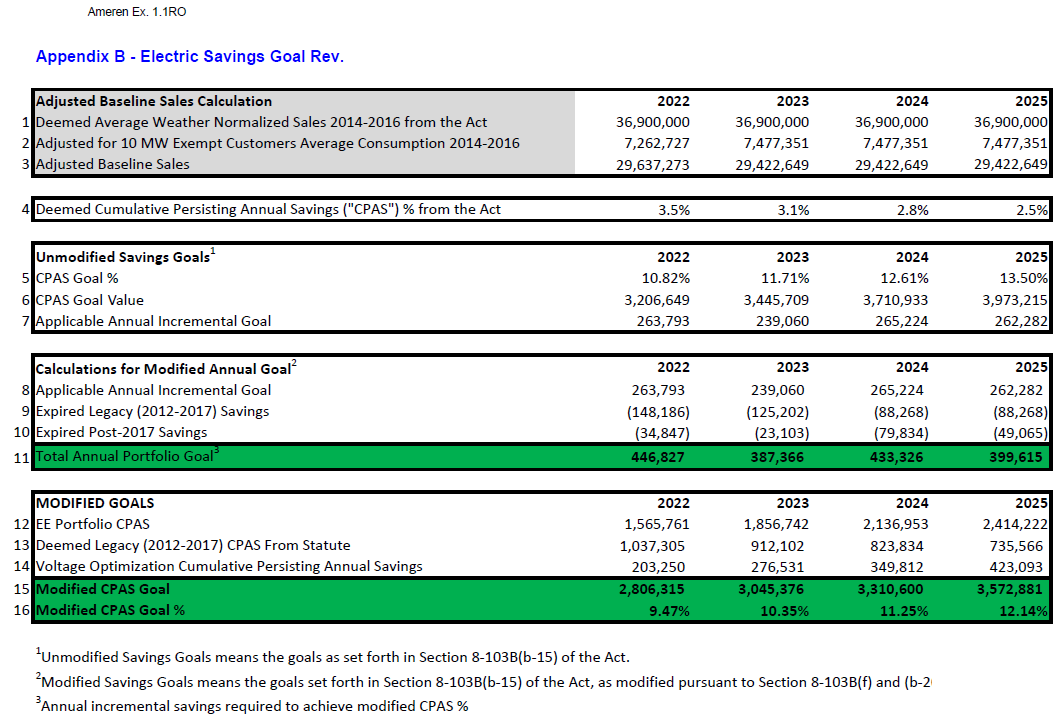 Ameren Ex. 1.1RO
Appendix B - Electric Savings Goal Rev.
Adjusted Baseline Sales Calculation 2022 2023 2024 2025
1 Deemed Average Weather Normalized Sales 2014-2016 from the Act 36,900,000 36,900,000 36,900,000 36,900,000
2 Adjusted for 10 MW Exempt Customers Average Consumption 2014-2016 7,262,727 7,477,351 7,477,351 7,477,351
3 Adjusted Baseline Sales 29,637,273 29,422,649 29,422,649 29,422,649
4 Deemed Cumulative Persisting Annual Savings ("CPAS") % from the Act 3.5% 3.1% 2.8% 2.5%
Unmodified Savings Goals1 2022 2023 2024 2025
5 CPAS Goal % 10.82% 11.71% 12.61% 13.50%
6 CPAS Goal Value 3,206,649 3,445,709 3,710,933 3,973,215
7 Applicable Annual Incremental Goal 263,793 239,060 265,224 262,282
Calculations for Modified Annual Goal2 2022 2023 2024 2025
8 Applicable Annual Incremental Goal 263,793 239,060 265,224 262,282
9 Expired Legacy (2012-2017) Savings (148,186) (125,202) (88,268) (88,268)
10 Expired Post-2017 Savings (34,847) (23,103) (79,834) (49,065)
11 Total Annual Portfolio Goal3 446,827 387,366 433,326 399,615
MODIFIED GOALS 2022 2023 2024 2025
12 EE Portfolio CPAS 1,565,761 1,856,742 2,136,953 2,414,222
13 Deemed Legacy (2012-2017) CPAS From Statute 1,037,305 912,102 823,834 735,566
14 Voltage Optimization Cumulative Persisting Annual Savings 203,250 276,531 349,812 423,093
15 Modified CPAS Goal 2,806,315 3,045,376 3,310,600 3,572,881
16 Modified CPAS Goal % 9.47% 10.35% 11.25% 12.14%
1Unmodified Savings Goals means the goals as set forth in Section 8-103B(b-15) of the Act.
2Modified Savings Goals means the goals set forth in Section 8-103B(b-15) of the Act, as modified pursuant to Section 8-103B(f) and
3Annual incremental savings required to achieve modified CPAS %